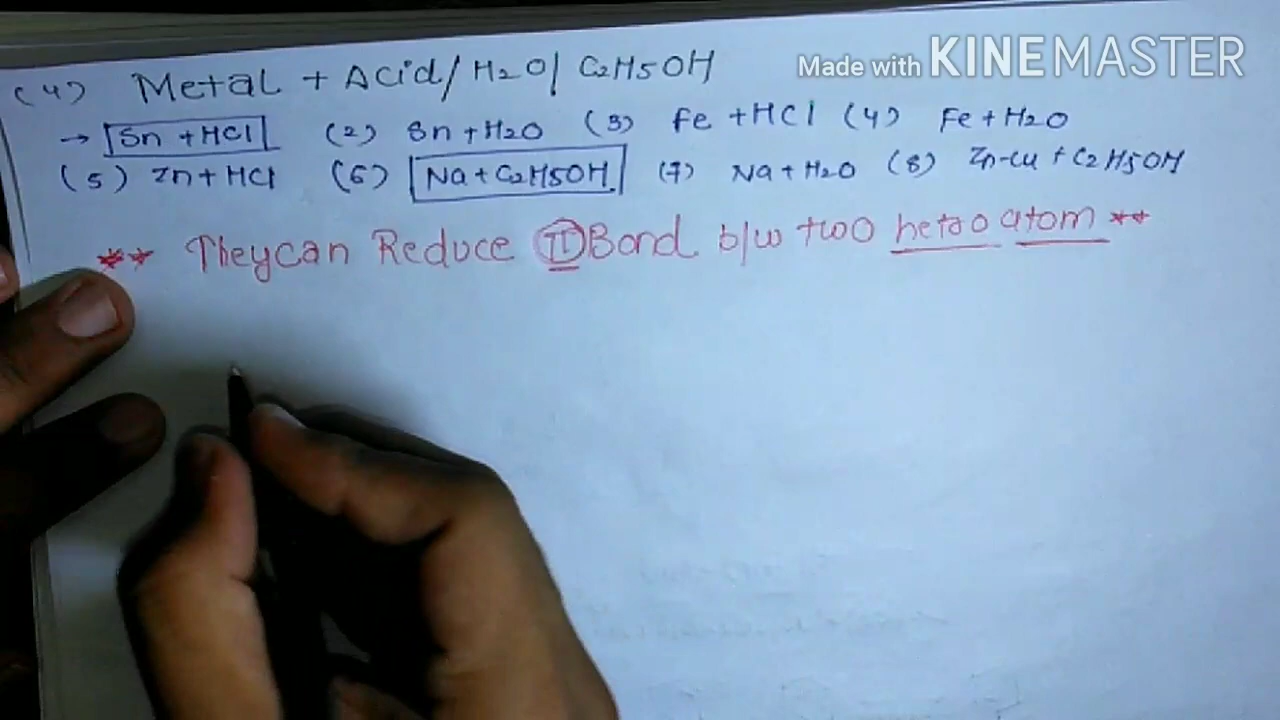 Made with KINEMASTER
(4) Metal + Acid/H2O/C2H5OH
→ Sn + HCl (2) Sn + H2O (3) Fe + HCl (4) Fe + H2O
(5) Zn + HCl (6) Na + C2H5OH (7) Na + H2O (8) Zn-Cu + C2H5OH
** They can Reduce π Bond b/w two hetao atom **